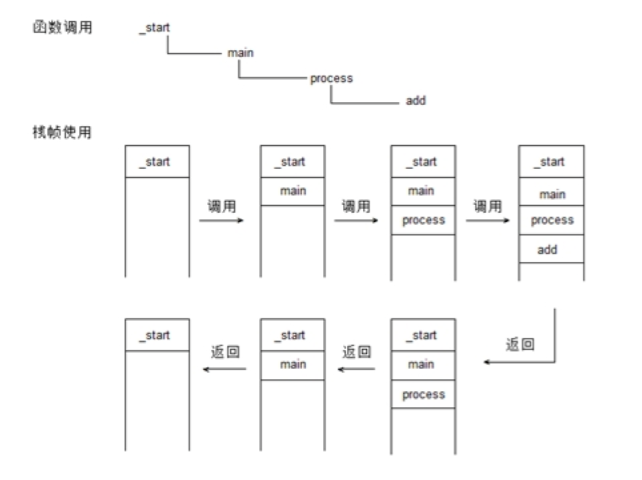 函数调用
_start
main
process
add
栈帧使用
_start
_start
_start
_start
main
main
main
调用
调用
调用
process
process
add
_start
_start
_start
返回
返回
返回
main
main
process